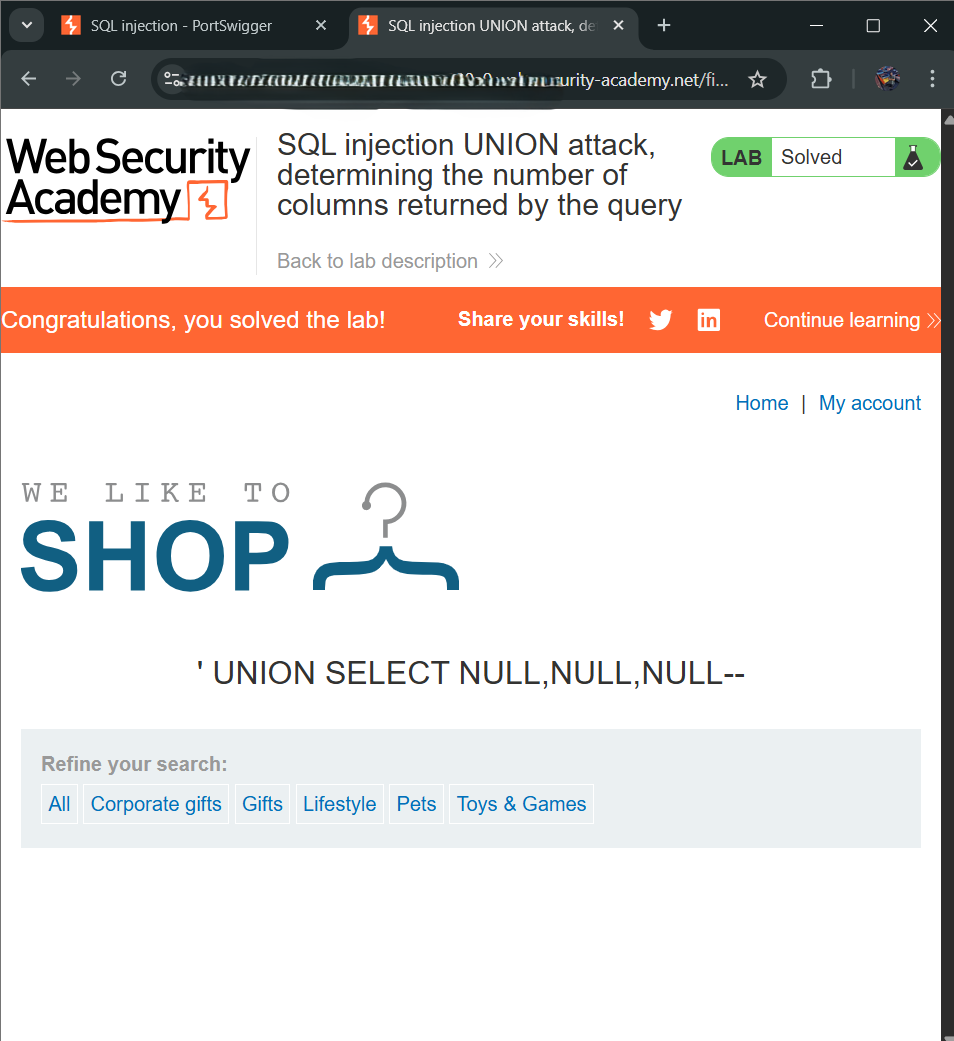 SQL injection - PortSwigger
SQL injection UNION attack, de
urity-academy.net/fi...
Web Security
Academy
SQL injection UNION attack,
determining the number of
columns returned by the query
LAB Solved
Back to lab description
Congratulations, you solved the lab!
Share your skills!
in
Continue learning
Home | My account
WE LIKE TO
SHOP
' UNION SELECT NULL,NULL,NULL--
Refine your search:
All Corporate gifts Gifts Lifestyle Pets Toys & Games